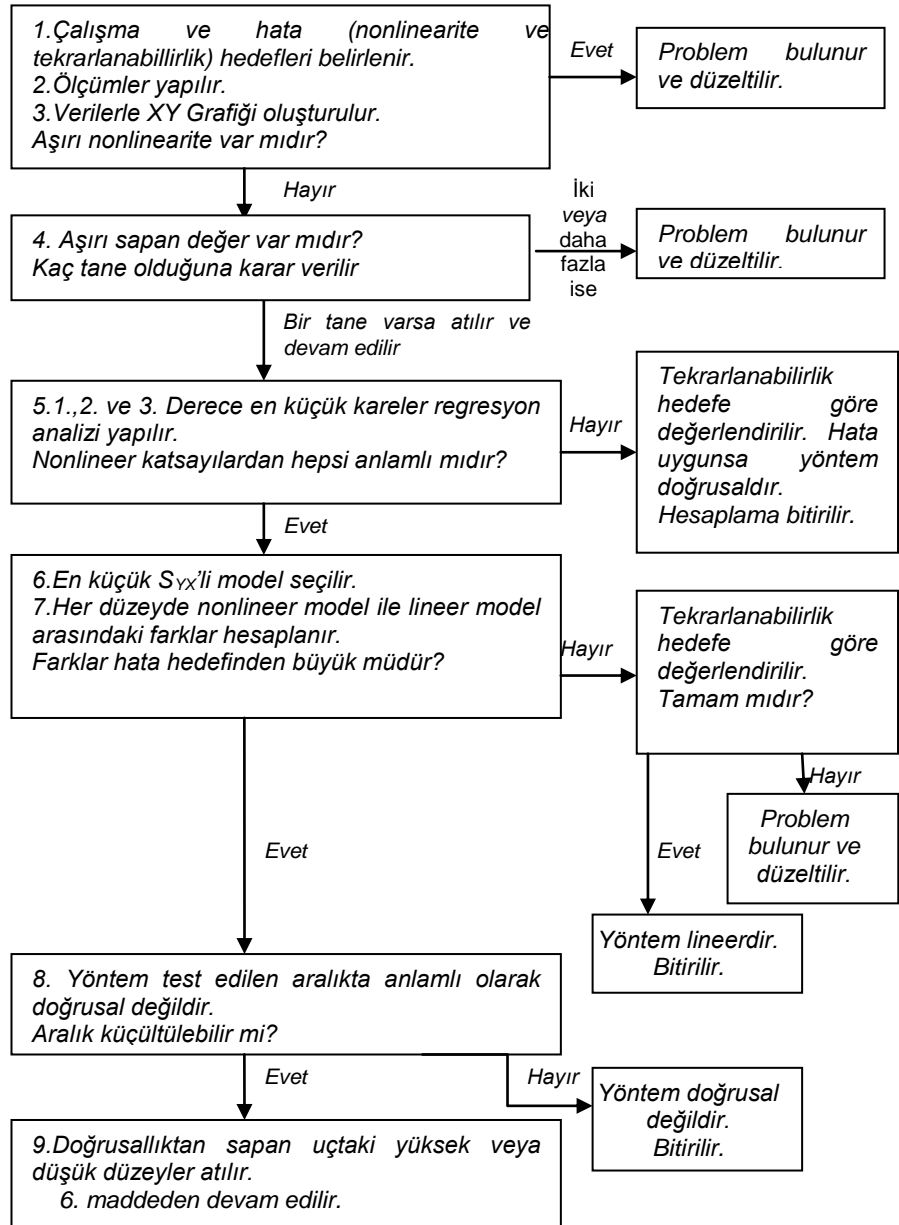 1.Çalışma ve hata (nonlinearite ve
tekrarlanabillirlik) hedefleri belirlenir.
2.Ölçümler yapılır.
3.Verilerle XY Grafiği oluşturulur.
Aşırı nonlinearite var mıdır?
Evet
Problem bulunur
ve düzeltilir.
Hayır
4. Aşırı sapan değer var mıdır?
Kaç tane olduğuna karar verilir
İki
veya
daha
fazla
ise
Problem bulunur
ve düzeltilir.
Bir tane varsa atılır ve
devam edilir
5.1.,2. ve 3. Derece en küçük kareler regresyon
analizi yapılır.
Nonlineer katsayılardan hepsi anlamlı mıdır?
Hayır
Tekrarlanabilirlik
hedefe göre
değerlendirilir. Hata
uygunsa yöntem
doğrusaldır.
Hesaplama bitirilir.
Evet
6.En küçük SYX'li model seçilir.
7.Her düzeyde nonlineer model ile lineer model
arasındaki farklar hesaplanır.
Farklar hata hedefinden büyük müdür?
Hayır
Tekrarlanabilirlik
hedefe göre
değerlendirilir.
Tamam mıdır?
Hayır
Problem
bulunur ve
düzeltilir.
Evet
Evet
Yöntem lineerdir.
Bitirilir.
8. Yöntem test edilen aralıkta anlamlı olarak
doğrusal değildir.
Aralık küçültülebilir mi?
Evet
Hayır
Yöntem doğrusal
değildir.
Bitirilir.
9.Doğrusallıktan sapan uçtaki yüksek veya
düşük düzeyler atılır.
6. maddeden devam edilir.